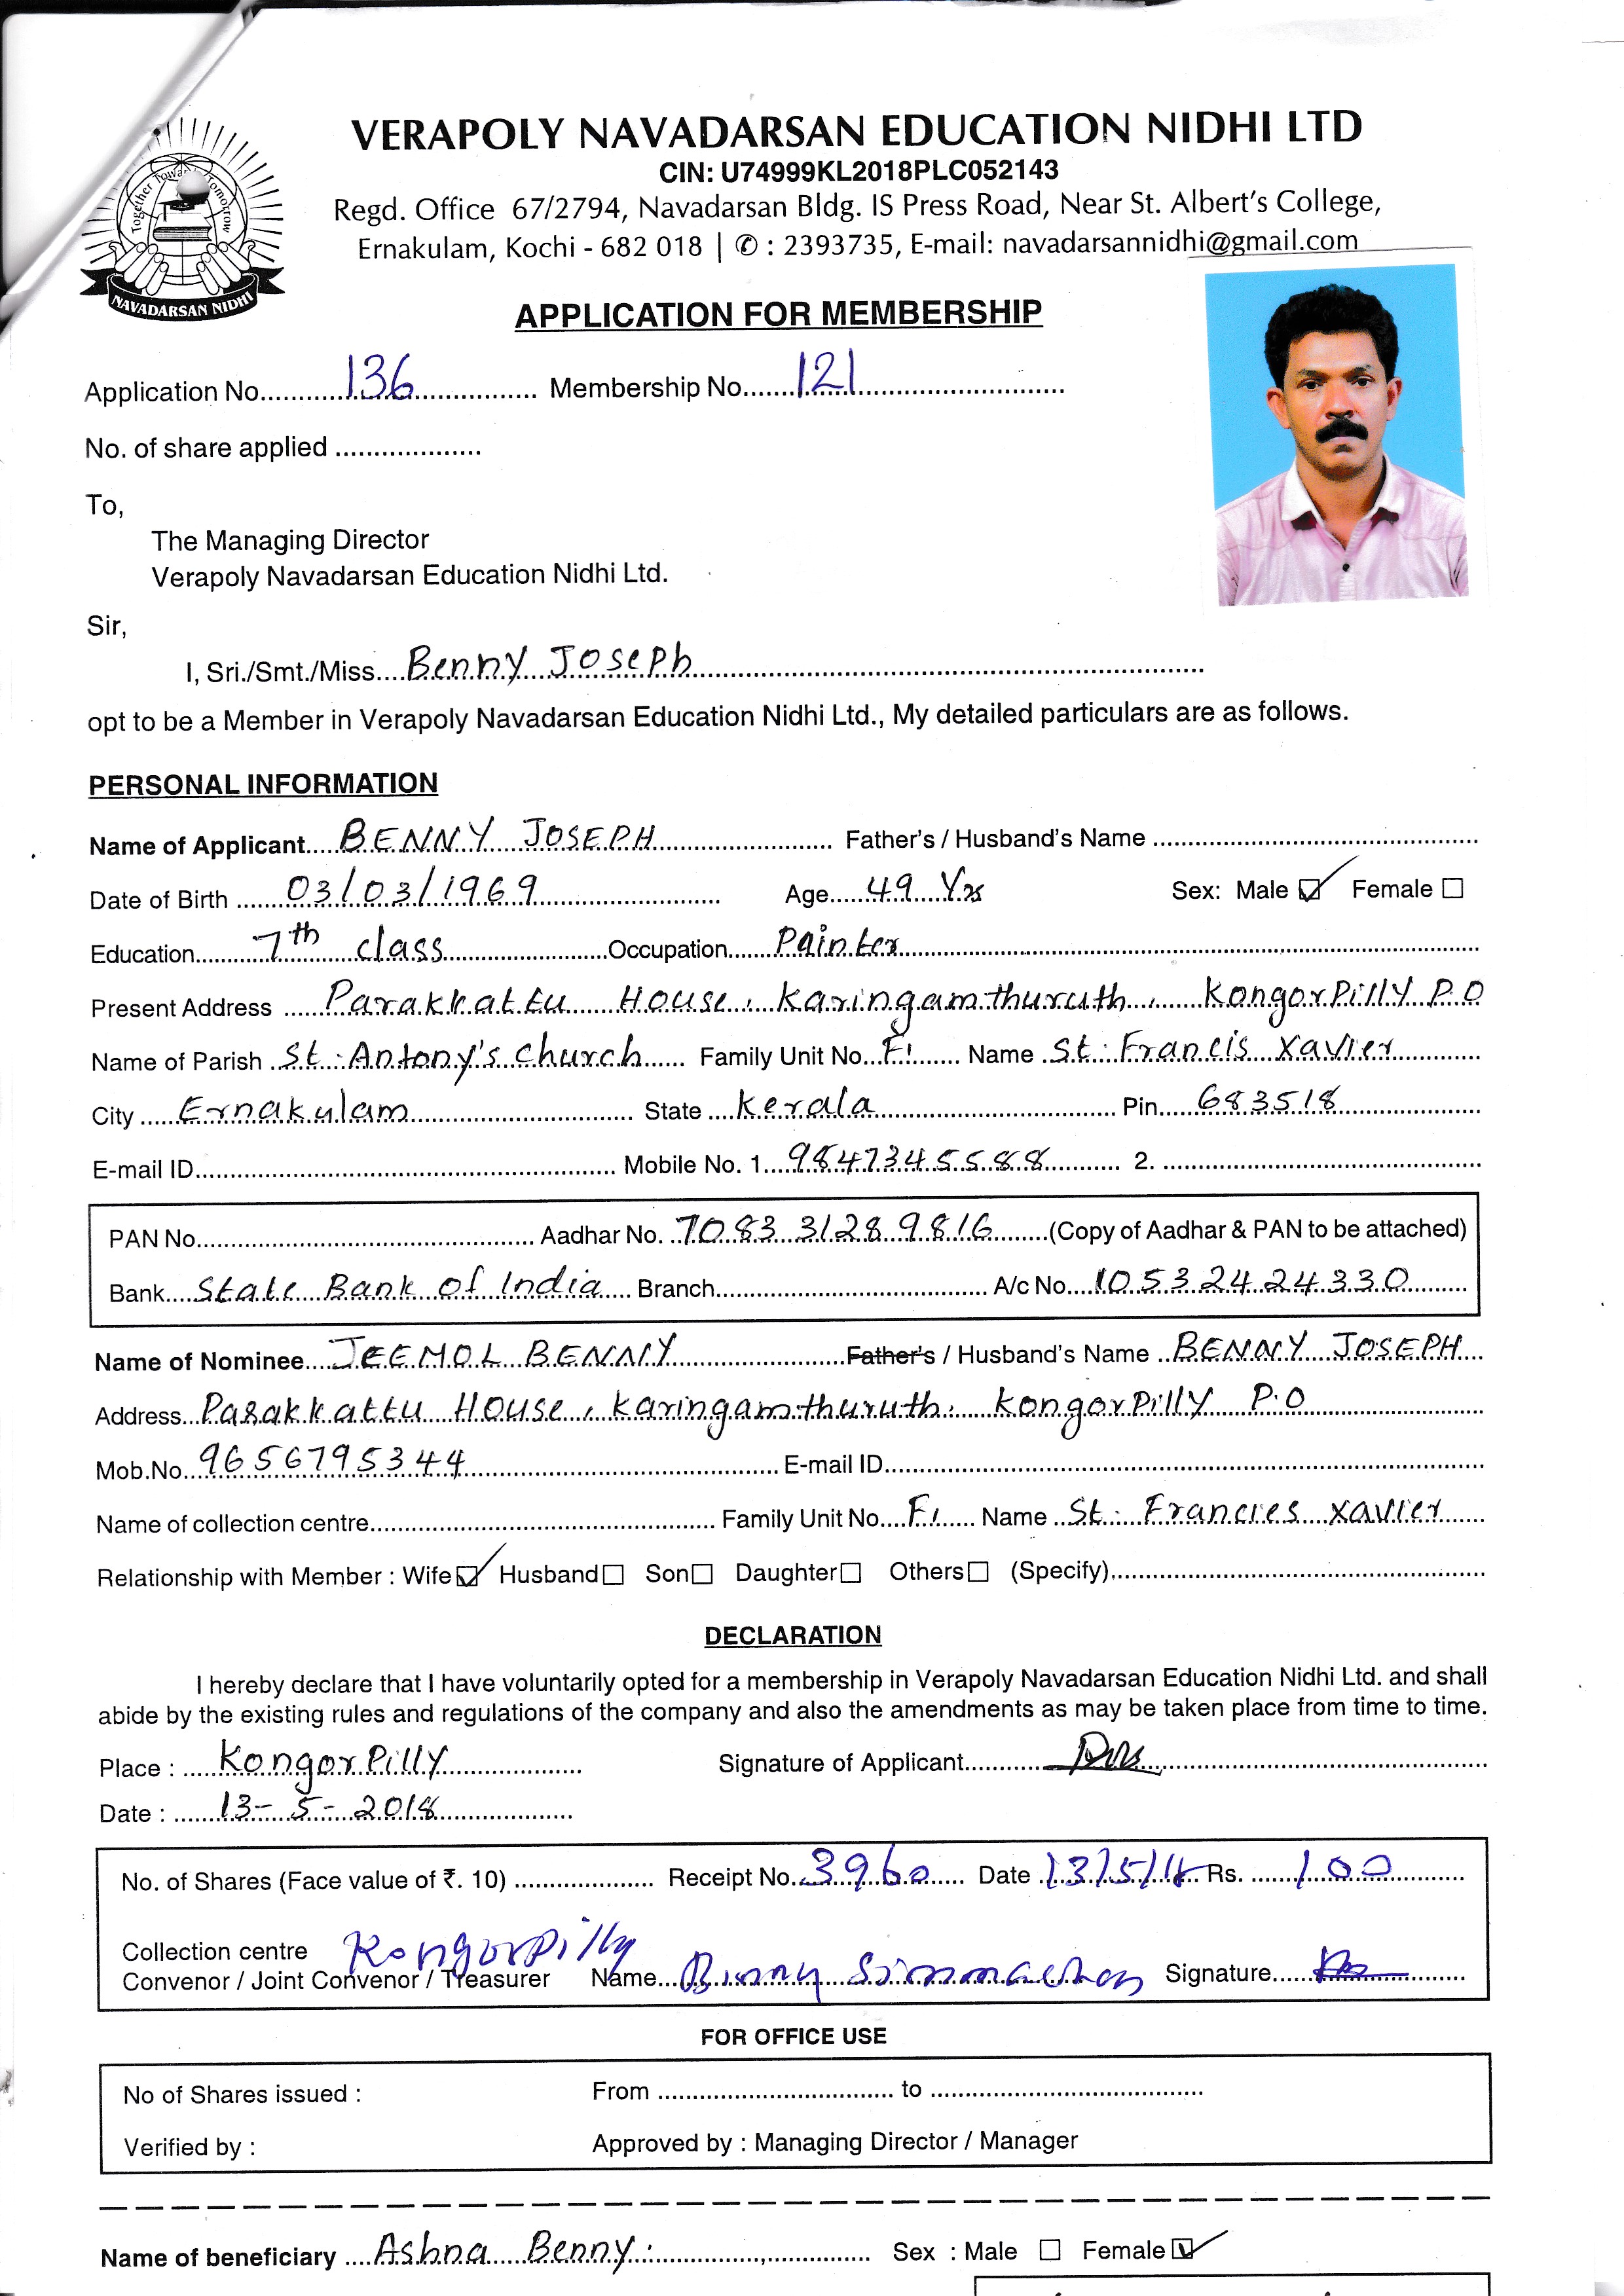 Together Towards Tomorrow
NAVADARSAN NIDHI
VERAPOLY NAVADARSAN EDUCATION NIDHI LTD
CIN: U74999KL2018PLC052143
Regd. Office 67/2794, Navadarsan Bldg. IS Press Road, Near St. Albert's College,
Ernakulam, Kochi - 682 018 | ✆ : 2393735, E-mail: navadarsannidhi@gmail.com
APPLICATION FOR MEMBERSHIP
Application No. 136 Membership No. 121
No. of share applied
To,
The Managing Director
Verapoly Navadarsan Education Nidhi Ltd.
Sir,
I, Sri./Smt./Miss. Benny Joseph
opt to be a Member in Verapoly Navadarsan Education Nidhi Ltd., My detailed particulars are as follows.
PERSONAL INFORMATION
Name of Applicant BENNY JOSEPH Father's / Husband's Name
Date of Birth 03/03/1969 Age 49 Yrs Sex: Male ☑ Female ☐
Education 7th class Occupation Painter
Present Address Parakkattu House, Karingamthuruth, KongorPilly P.O
Name of Parish St. Antony's church Family Unit No. F1 Name St. Francis Xavier
City Ernakulam State Kerala Pin 683518
E-mail ID Mobile No. 1. 9847345588 2.
PAN No. Aadhar No. 7083 3128 9816 (Copy of Aadhar & PAN to be attached)
Bank State Bank of India Branch A/c No. 10532424330
Name of Nominee JEEMOL BENNY Father's / Husband's Name BENNY JOSEPH
Address Parakkattu House, Karingamthuruth, KongorPilly P.O
Mob.No. 9656795344 E-mail ID
Name of collection centre Family Unit No. F1 Name St. Francies Xavier
Relationship with Member : Wife ☑ Husband ☐ Son ☐ Daughter ☐ Others ☐ (Specify)
DECLARATION
I hereby declare that I have voluntarily opted for a membership in Verapoly Navadarsan Education Nidhi Ltd. and shall
abide by the existing rules and regulations of the company and also the amendments as may be taken place from time to time.
Place : KongorPilly Signature of Applicant
Date : 13-5-2018
No. of Shares (Face value of ₹. 10) Receipt No. 3960 Date 13/5/18 Rs. 100
Collection centre KongorPilly
Convenor / Joint Convenor / Treasurer Name Signature
FOR OFFICE USE
No of Shares issued : From to
Verified by : Approved by : Managing Director / Manager
Name of beneficiary Ashna Benny Sex : Male ☐ Female ☑